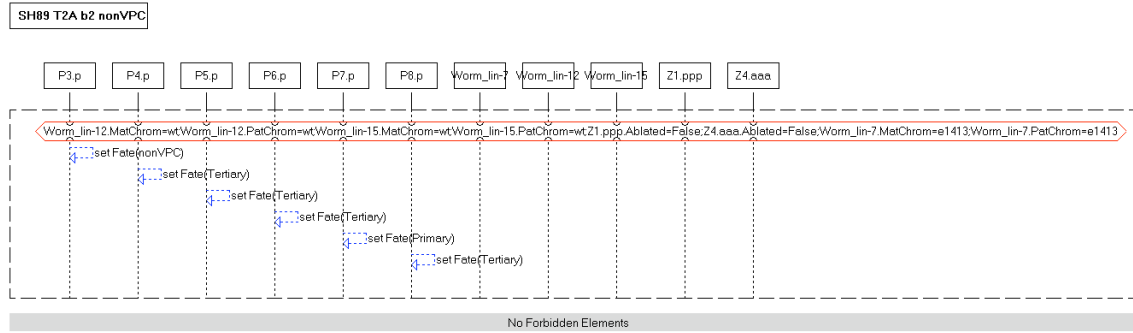 SH89 T2A b2 nonVPC
P3.p P4.p P5.p P6.p P7.p P8.p Worm_lin-7 Worm_lin-12 Worm_lin-15 Z1.ppp Z4.aaa
Worm_lin-12.MatChrom=wt;Worm_lin-12.PatChrom=wt;Worm_lin-15.MatChrom=wt;Worm_lin-15.PatChrom=wt;Z1.ppp.Ablated=False;Z4.aaa.Ablated=False;Worm_lin-7.MatChrom=e1413;Worm_lin-7.PatChrom=e1413
set Fate(nonVPC)
set Fate(Tertiary)
set Fate(Tertiary)
set Fate(Tertiary)
set Fate(Primary)
set Fate(Tertiary)
No Forbidden Elements